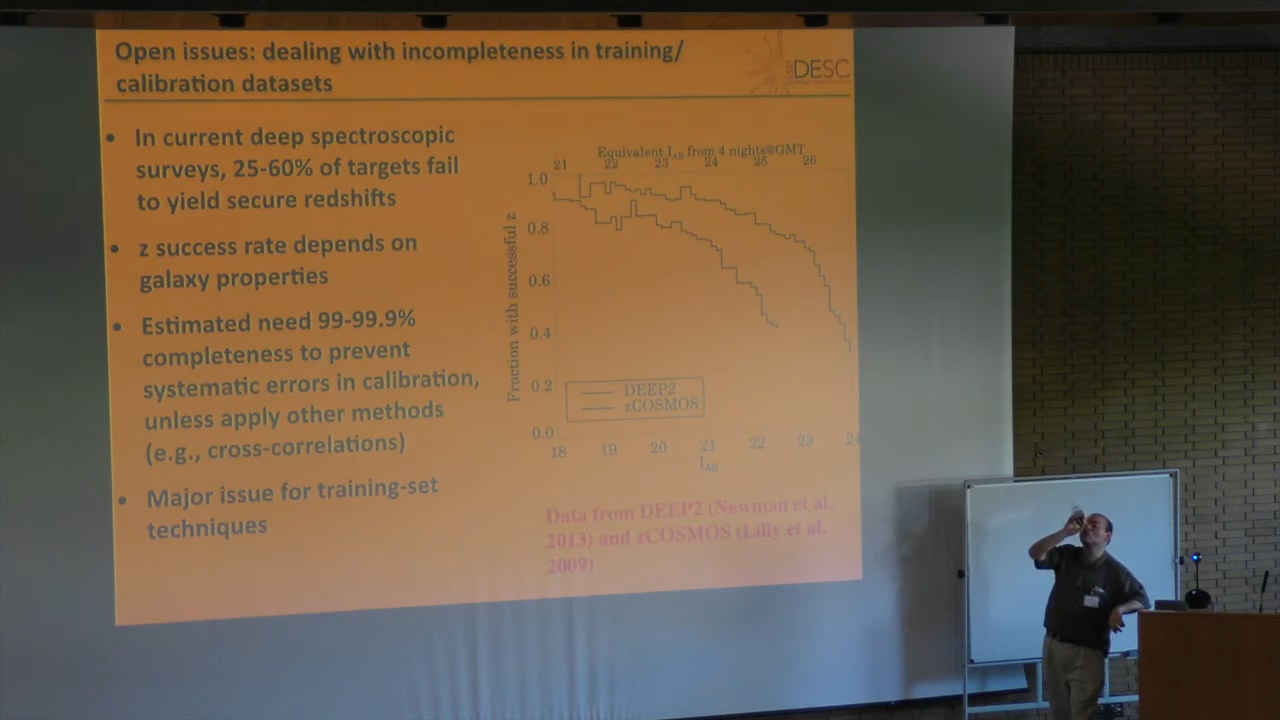 Open issues: dealing with incompleteness in training/
calibration datasets
DESC
• In current deep spectroscopic
surveys, 25-60% of targets fail
to yield secure redshifts
• z success rate depends on
galaxy properties
• Estimated need 99-99.9%
completeness to prevent
systematic errors in calibration,
unless apply other methods
(e.g., cross-correlations)
• Major issue for training-set
techniques
Equivalent I_AB from 4 nights@GMT
21 22 23 24 25 26
Fraction with successful z
1.0
0.8
0.6
0.4
0.2
0.0
DEEP2
zCOSMOS
18 19 20 21 22 23 24
I_AB
Data from DEEP2 (Newman et al.
2013) and zCOSMOS (Lilly et al.
2009)